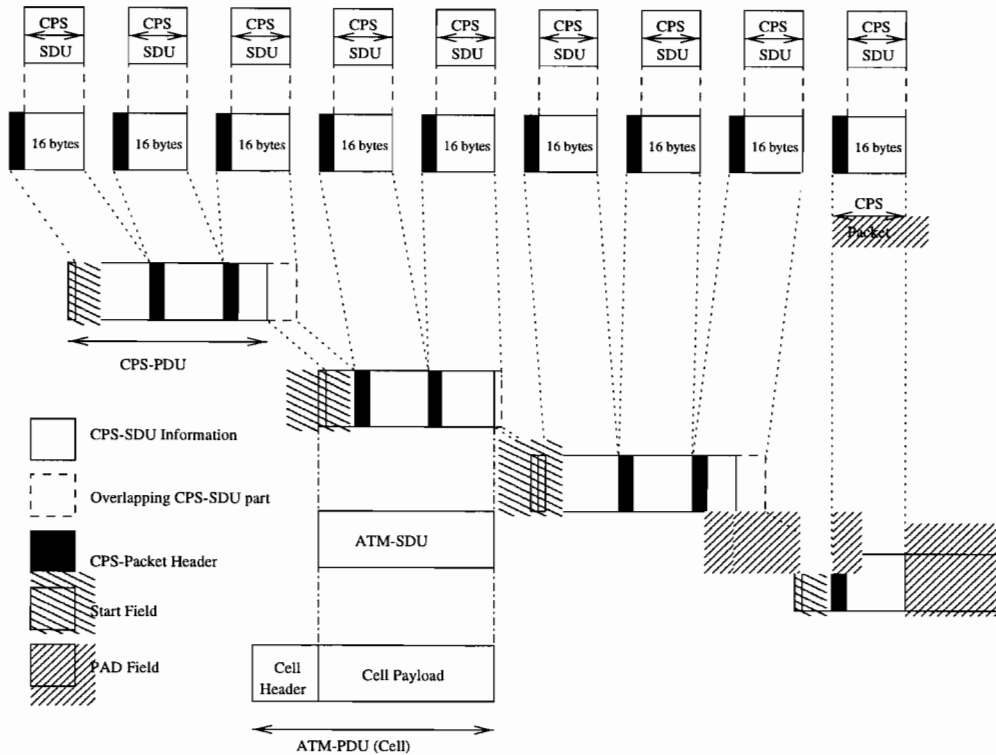 CPS CPS CPS CPS CPS CPS CPS CPS CPS
SDU SDU SDU SDU SDU SDU SDU SDU SDU
16 bytes 16 bytes 16 bytes 16 bytes 16 bytes 16 bytes 16 bytes 16 bytes 16 bytes
CPS
Packet
CPS-PDU
CPS-SDU Information
Overlapping CPS-SDU part
ATM-SDU
CPS-Packet Header
Start Field
PAD Field
Cell
Header
Cell Payload
ATM-PDU (Cell)